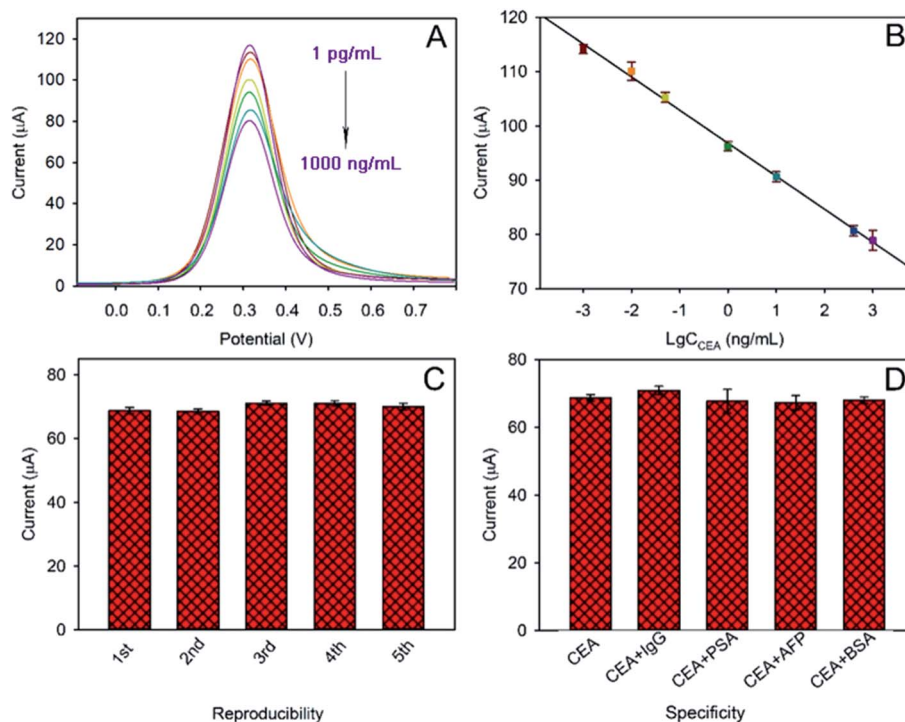 A
120
100
80
60
40
20
0
Current (µA)
1 pg/mL
1000 ng/mL
0.0 0.1 0.2 0.3 0.4 0.5 0.6 0.7
Potential (V)
B
120
110
100
90
80
70
Current (µA)
-3 -2 -1 0 1 2 3
LgC_CEA (ng/mL)
C
80
60
40
20
0
Current (µA)
1st 2nd 3rd 4th 5th
Reproducibility
D
80
60
40
20
0
Current (µA)
CEA CEA+IgG CEA+PSA CEA+AFP CEA+BSA
Specificity